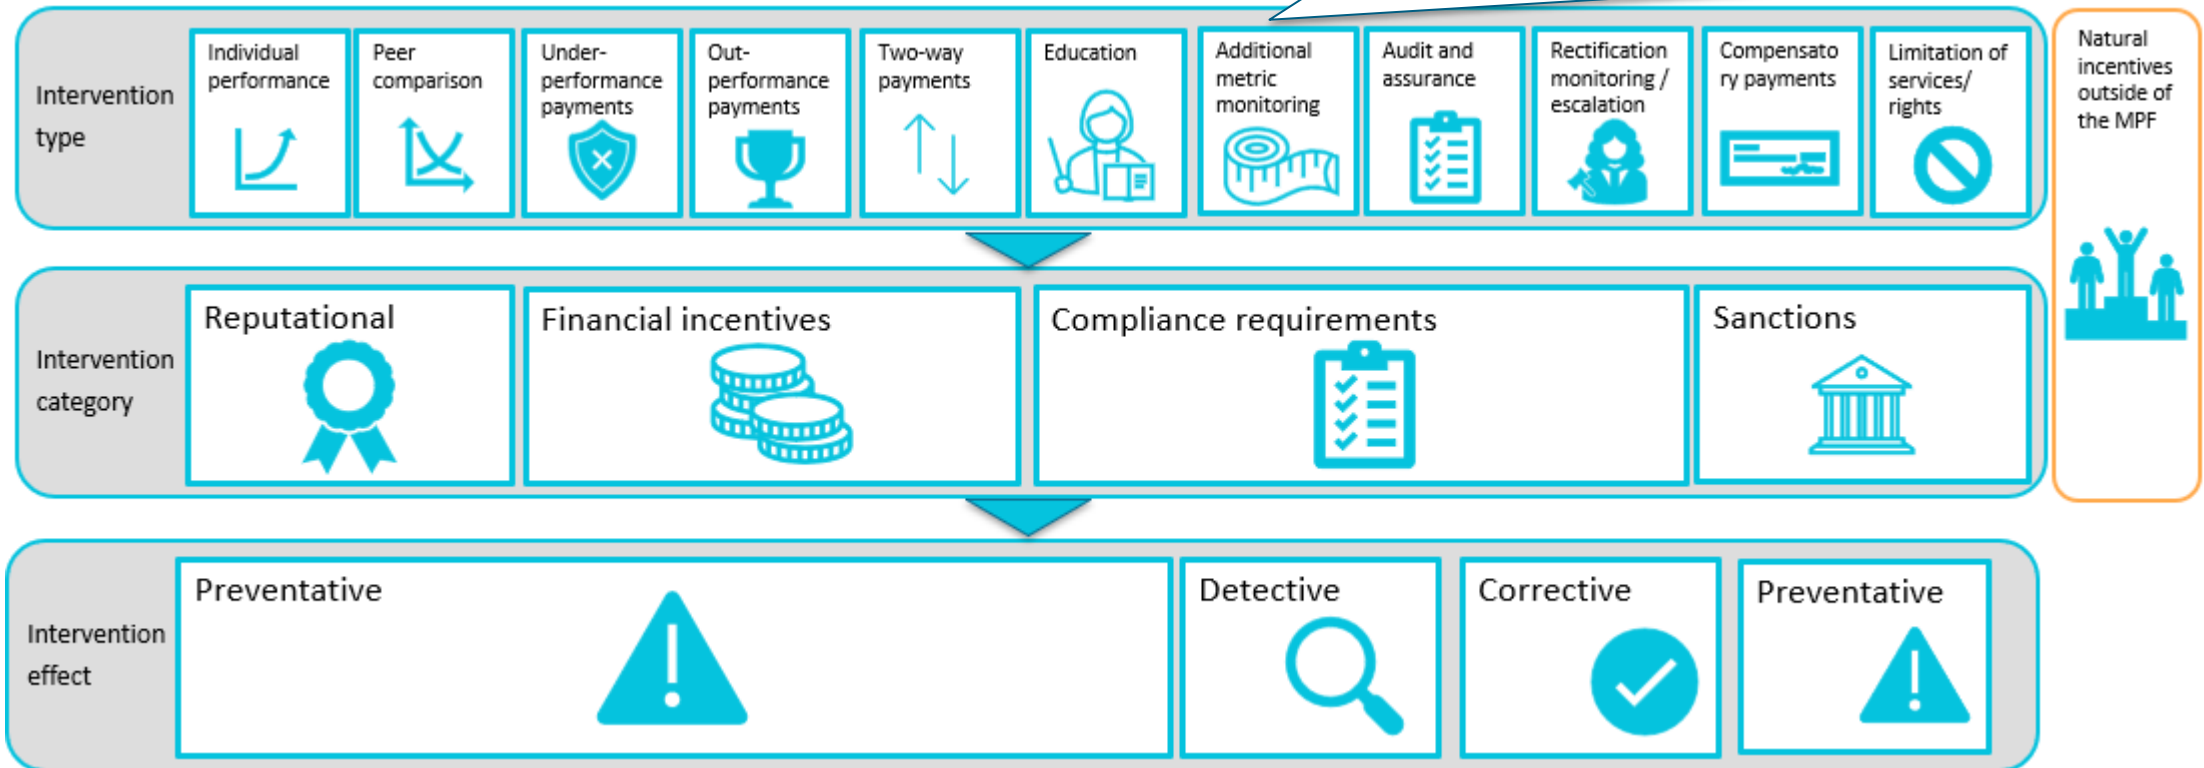 Intervention
type
Individual
performance
Peer
comparison
Under-
performance
payments
Out-
performance
payments
Two-way
payments
Education
Additional
metric
monitoring
Audit and
assurance
Rectification
monitoring /
escalation
Compensato
ry payments
Limitation of
services/
rights
Natural
incentives
outside of
the MPF
Intervention
category
Reputational
Financial incentives
Compliance requirements
Sanctions
Intervention
effect
Preventative
Detective
Corrective
Preventative